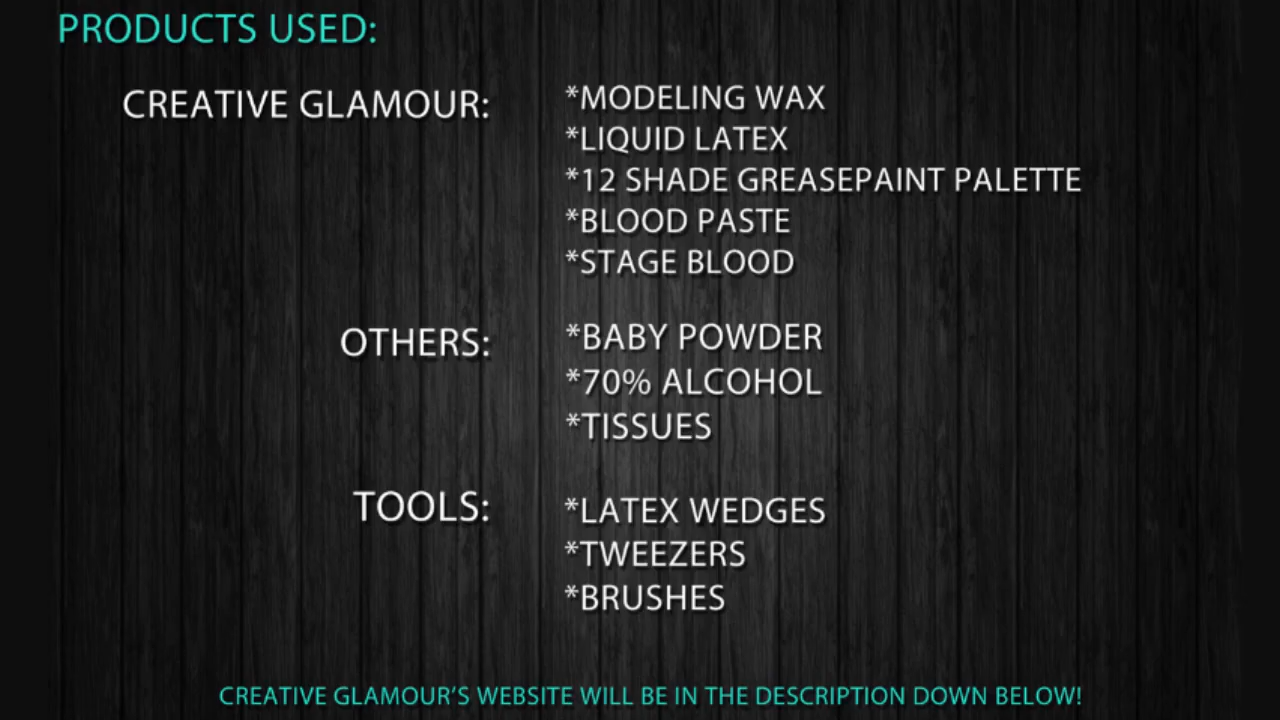 PRODUCTS USED:
CREATIVE GLAMOUR:
*MODELING WAX
*LIQUID LATEX
*12 SHADE GREASEPAINT PALETTE
*BLOOD PASTE
*STAGE BLOOD
OTHERS:
*BABY POWDER
*70% ALCOHOL
*TISSUES
TOOLS:
*LATEX WEDGES
*TWEEZERS
*BRUSHES
CREATIVE GLAMOUR'S WEBSITE WILL BE IN THE DESCRIPTION DOWN BELOW!